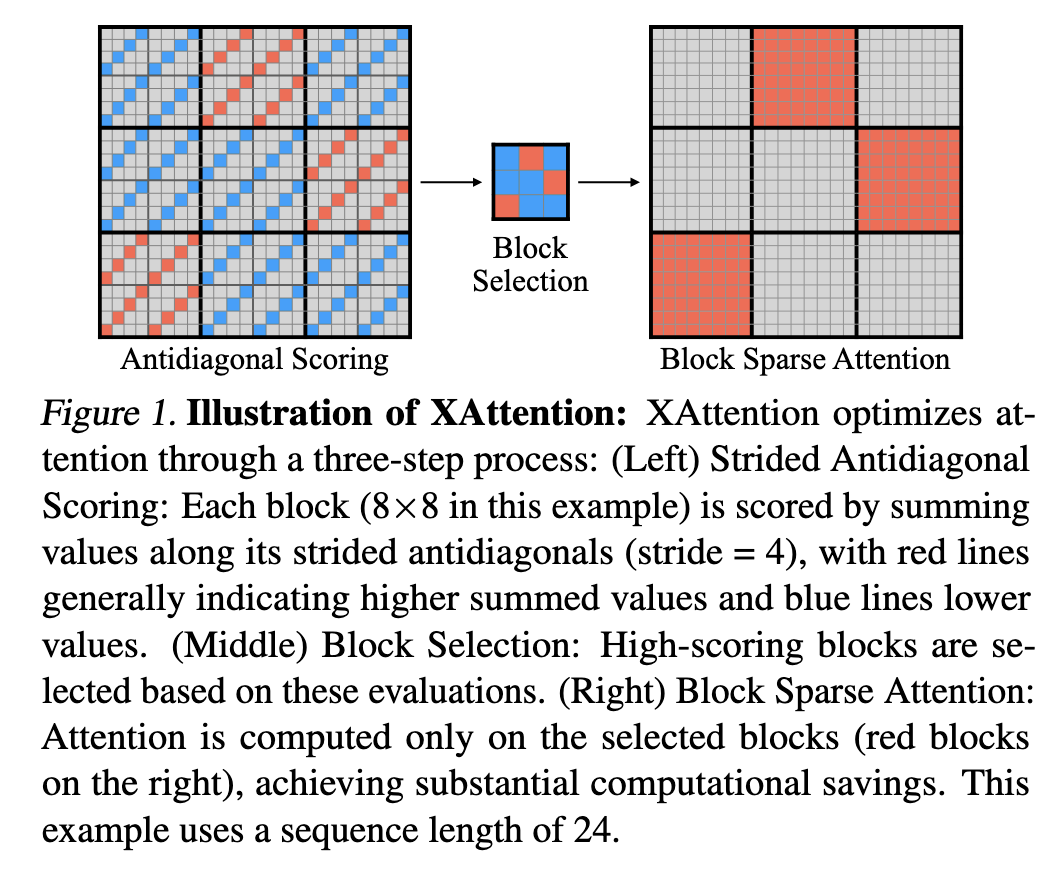 Block
Selection
Antidiagonal Scoring
Block Sparse Attention
Figure 1. Illustration of XAttention: XAttention optimizes at-
tention through a three-step process: (Left) Strided Antidiagonal
Scoring: Each block (8×8 in this example) is scored by summing
values along its strided antidiagonals (stride = 4), with red lines
generally indicating higher summed values and blue lines lower
values. (Middle) Block Selection: High-scoring blocks are se-
lected based on these evaluations. (Right) Block Sparse Attention:
Attention is computed only on the selected blocks (red blocks
on the right), achieving substantial computational savings. This
example uses a sequence length of 24.